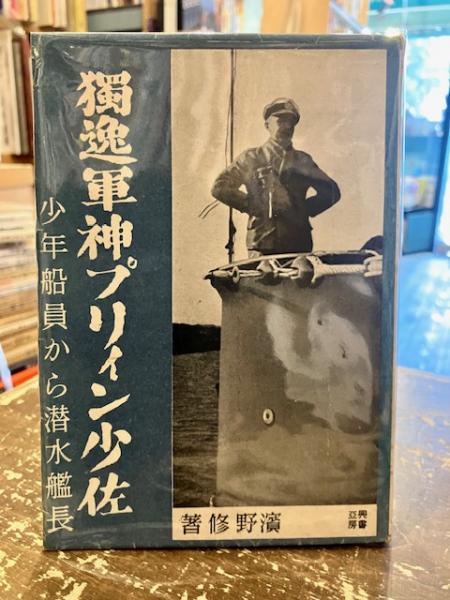 獨逸軍神プリィン少佐
少年船員から潜水艦長
濱野修著
興亞書房